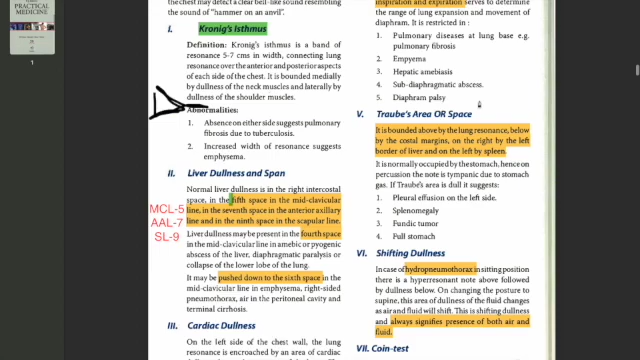 PRACTICAL
MEDICINE
1
the chest may detect a clear bell-like sound resembling
the sound of "hammer on an anvil".
I. Kronig's Isthmus
Definition: Kronig's isthmus is a band of
resonance 5-7 cms in width, connecting lung
resonance over the anterior and posterior aspects
of each side of the chest. It is bounded medially
by dullness of the neck muscles and laterally by
dullness of the shoulder muscles.
Abnormalities:
1. Absence on either side suggests pulmonary
fibrosis due to tuberculosis.
2. Increased width of resonance suggests
emphysema.
II. Liver Dullness and Span
Normal liver dullness is in the right intercostal
space, in the fifth space in the mid-clavicular
line, in the seventh space in the anterior axillary
line and in the ninth space in the scapular line.
MCL-5
AAL-7
SL-9
Liver dullness may be present in the fourth space
in the mid-clavicular line in amebic or pyogenic
abscess of the liver, diaphragmatic paralysis or
collapse of the lower lobe of the lung.
It may be pushed down to the sixth space in the
mid-clavicular line in emphysema, right-sided
pneumothorax, air in the peritoneal cavity and
terminal cirrhosis.
III. Cardiac Dullness
On the left side of the chest wall, the lung
resonance is encroached by an area of cardiac
inspiration and expiration serves to determine
the range of lung expansion and movement of
diaphragm. It is restricted in :
1 Pulmonary diseases at lung base e.g.
pulmonary fibrosis
2 Empyema
3 Hepatic amebiasis
4 Sub-diaphragmatic abscess.
5 Diaphragm palsy
V. Traube's Area OR Space
It is bounded above by the lung resonance, below
by the costal margins, on the right by the left
border of liver and on the left by spleen.
It is normally occupied by the stomach, hence on
percussion the note is tympanic due to stomach
gas. If Traube's area is dull it suggests:
1 Pleural effusion on the left side.
2 Splenomegaly
3 Fundic tumor
4 Full stomach
VI. Shifting Dullness
In case of hydropneumothorax in sitting position
there is a hyperresonant note above followed
by dullness below. On changing the posture to
supine, this area of dullness of the fluid changes
as air and fluid will shift. This is shifting dullness
and always signifies presence of both air and
fluid.
VII. Coin-test